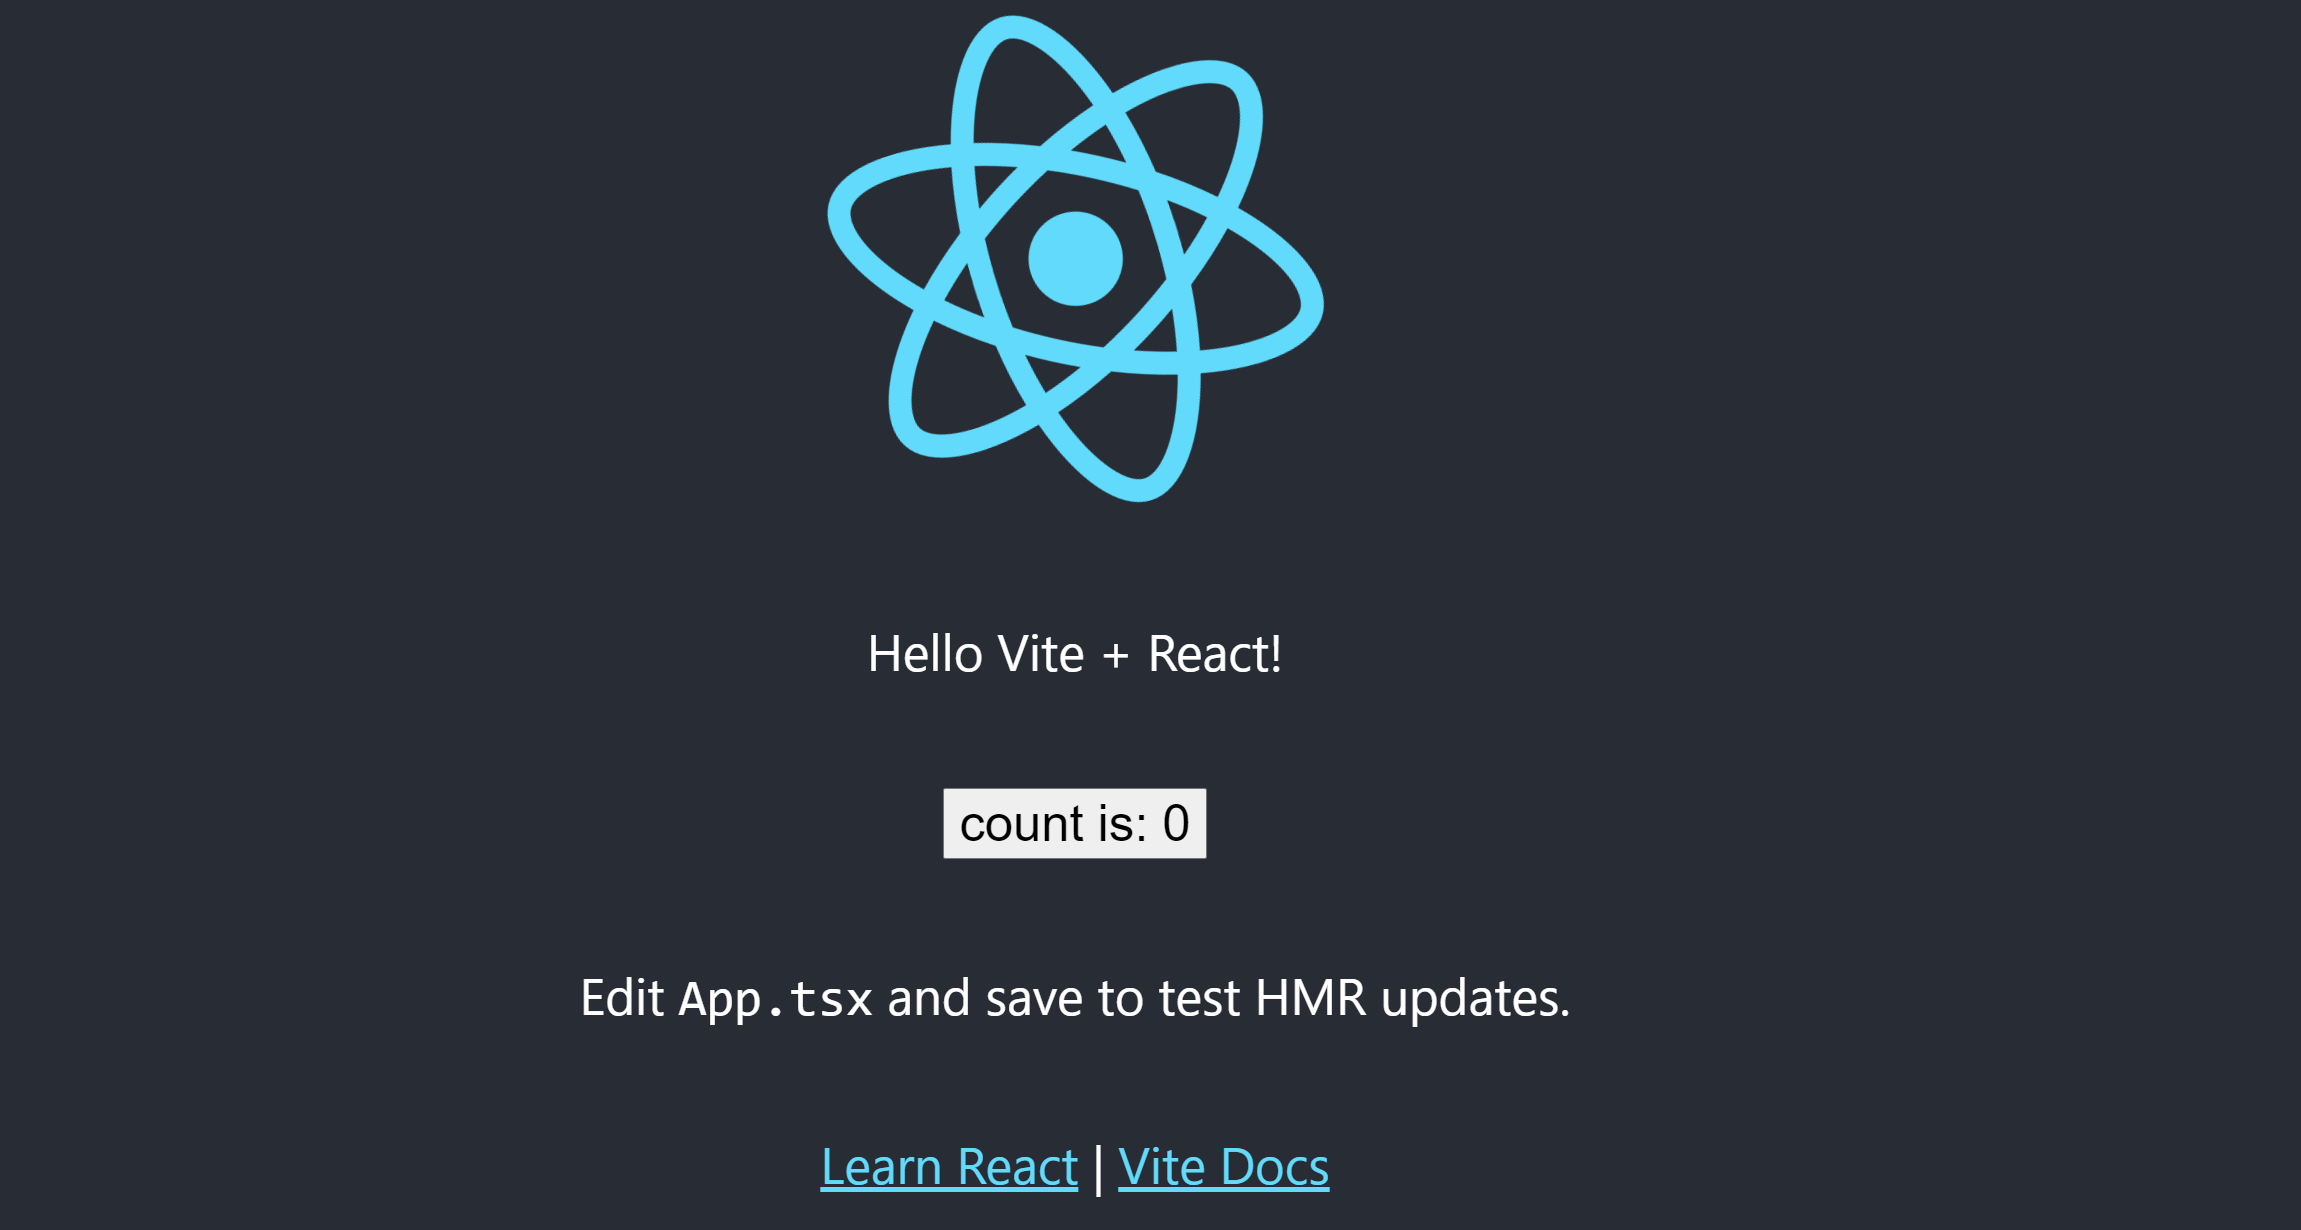 Hello Vite + React!
count is: 0
Edit App.tsx and save to test HMR updates.
Learn React | Vite Docs